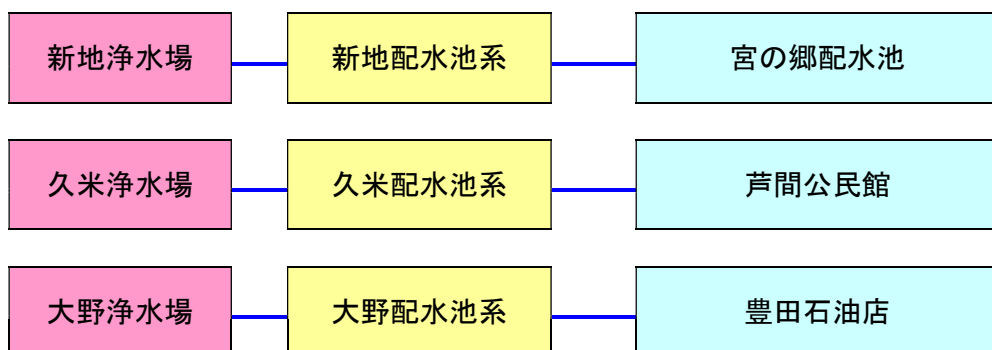 新地浄水場 新地配水池系 宮の郷配水池
久米浄水場 久米配水池系 芦間公民館
大野浄水場 大野配水池系 豊田石油店